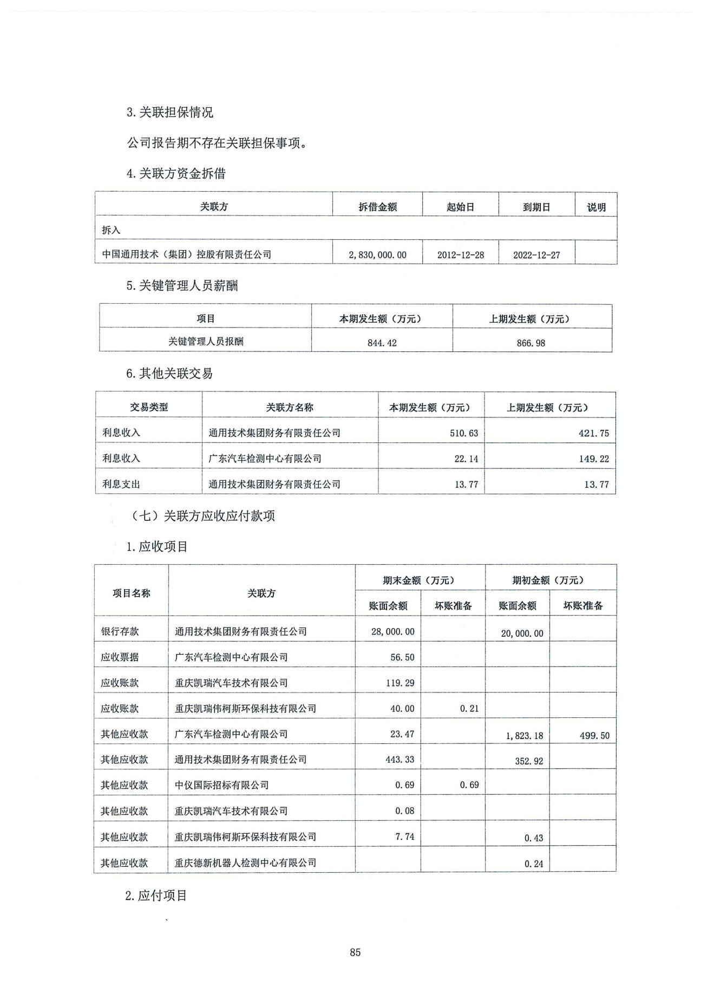 3.关联担保情况
公司报告期不存在关联担保事项。
4.关联方资金拆借
关联方 拆借金额 起始日 到期日 说明
拆入
中国通用技术（集团）控股有限责任公司 2,830,000.00 2012-12-28 2022-12-27
5.关键管理人员薪酬
项目 本期发生额（万元） 上期发生额（万元）
关键管理人员报酬 844.42 866.98
6.其他关联交易
交易类型 关联方名称 本期发生额（万元） 上期发生额（万元）
利息收入 通用技术集团财务有限责任公司 510.63 421.75
利息收入 广东汽车检测中心有限公司 22.14 149.22
利息支出 通用技术集团财务有限责任公司 13.77 13.77
（七）关联方应收应付款项
1.应收项目
项目名称 关联方 期末金额（万元） 期初金额（万元）
账面余额 坏账准备 账面余额 坏账准备
银行存款 通用技术集团财务有限责任公司 28,000.00 20,000.00
应收票据 广东汽车检测中心有限公司 56.50
应收账款 重庆凯瑞汽车技术有限公司 119.29
应收账款 重庆凯瑞伟柯斯环保科技有限公司 40.00 0.21
其他应收款 广东汽车检测中心有限公司 23.47 1,823.18 499.50
其他应收款 通用技术集团财务有限责任公司 443.33 352.92
其他应收款 中仪国际招标有限公司 0.69 0.69
其他应收款 重庆凯瑞汽车技术有限公司 0.08
其他应收款 重庆凯瑞伟柯斯环保科技有限公司 7.74 0.43
其他应收款 重庆德新机器人检测中心有限公司 0.24
2.应付项目
85